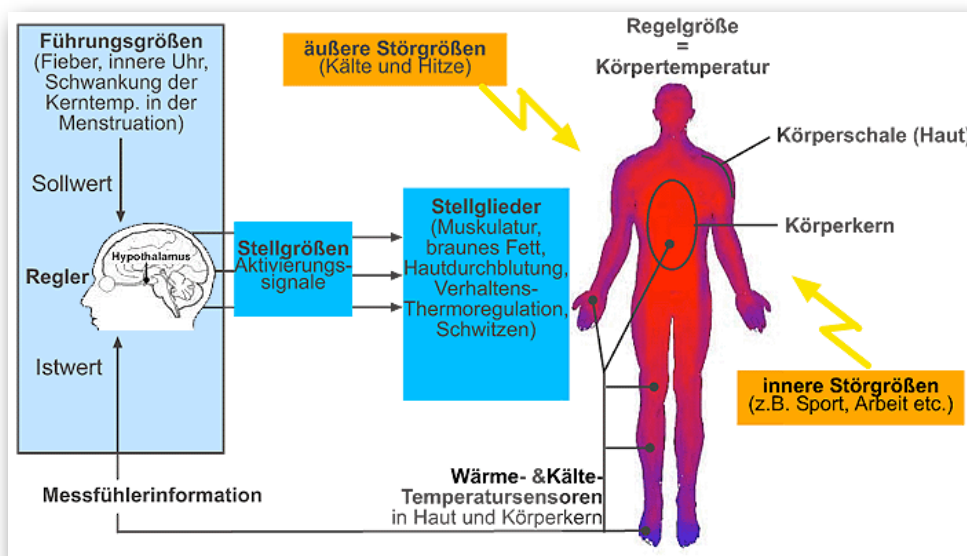 Führungsgrößen
(Fieber, innere Uhr,
Schwankung der
Kerntemp. in der
Menstruation)
Sollwert
Hypothalamus
Regler
Istwert
Messfühlerinformation
Stellgrößen
Aktivierungs-
signale
äußere Störgrößen
(Kälte und Hitze)
Stellglieder
(Muskulatur,
braunes Fett,
Hautdurchblutung,
Verhaltens-
Thermoregulation,
Schwitzen)
Regelgröße
=
Körpertemperatur
Körperschale (Haut)
Körperkern
innere Störgrößen
(z.B. Sport, Arbeit etc.)
Wärme- &Kälte-
Temperatursensoren
in Haut und Körperkern